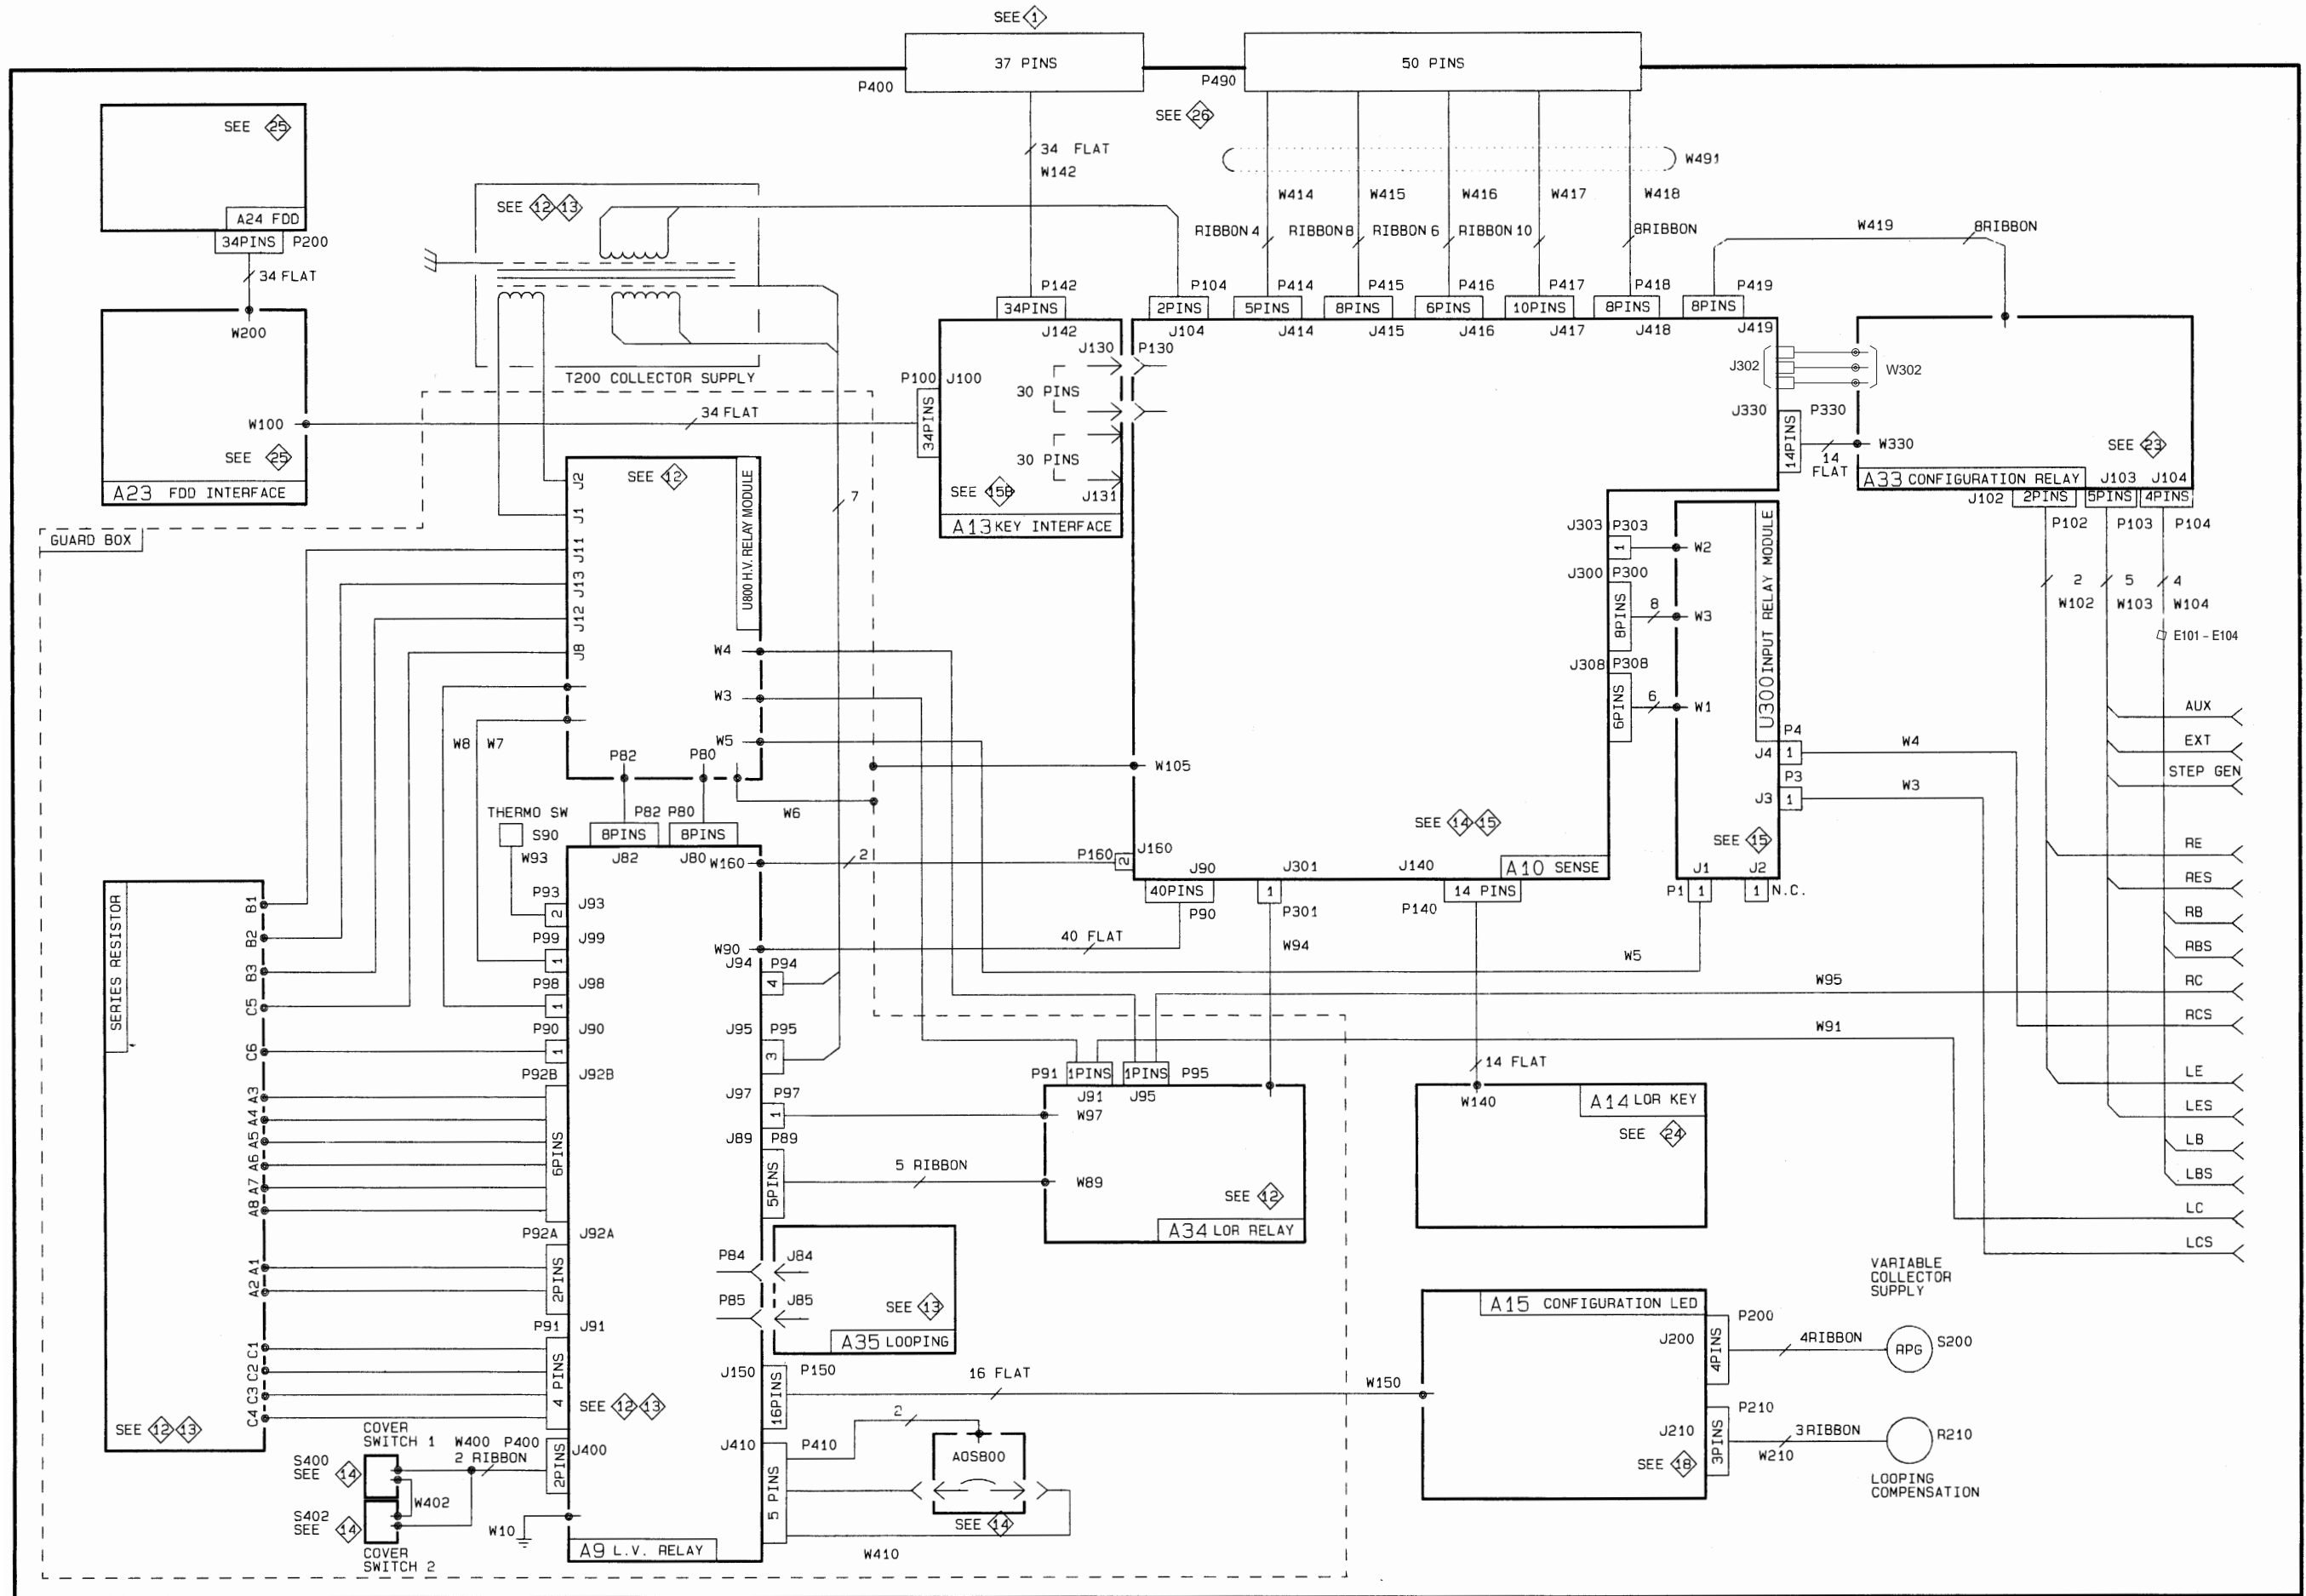 SEE 1
37 PINS
50 PINS
P400
P490
SEE 26
SEE 25
A24 FDD
34PINS P200
34 FLAT
W200
W100
SEE 25
A23 FDD INTERFACE
SEE 12 13
T200 COLLECTOR SUPPLY
34 FLAT
W142
W491
W414
W415
W416
W417
W418
RIBBON 4
RIBBON 8
RIBBON 6
RIBBON 10
8RIBBON
W419
8RIBBON
P142
34PINS
J142
P104
2PINS
J104
P414
5PINS
J414
P415
8PINS
J415
P416
6PINS
J416
P417
10PINS
J417
P418
8PINS
J418
P419
8PINS
J419
J130
P130
30 PINS
30 PINS
J131
P100 J100
34PINS
34 FLAT
SEE 15B
A13 KEY INTERFACE
J302
W302
J330
P330
14PINS
14
FLAT
W330
SEE 23
A33 CONFIGURATION RELAY
J103 J104
J102
2PINS
5PINS
4PINS
P102
P103
P104
2
5
4
W102
W103
W104
E101 – E104
GUARD BOX
SEE 12
U800 H.V. RELAY MODULE
J2
J1
J11
J13
J12
J8
W4
W3
W5
W8 W7
P82
P80
W6
7
J303 P303
1
W2
J300 P300
8PINS
8
W3
J308 P308
6PINS
6
W1
U300 INPUT RELAY MODULE
P4
J4
1
W4
P3
J3
1
W3
SEE 15
J1
J2
P1
1
1
N.C.
W105
SEE 14 15
A10 SENSE
P160
2
J160
J90
J301
J140
40PINS
1
14 PINS
P90
P301
P140
AUX
EXT
STEP GEN
RE
RES
RB
RBS
RC
RCS
LE
LES
LB
LBS
LC
LCS
THERMO SW
S90
W93
P82 P80
8PINS
8PINS
J82
J80
W160
2
P93
2
J93
P99
1
J99
P98
1
J98
P90
1
J90
P92B
J92B
6PINS
P92A
J92A
2PINS
P91
J91
4 PINS
W90
40 FLAT
J94
P94
4
J95
P95
3
J97
P97
1
J89
P89
5PINS
5 RIBBON
W94
W5
W95
W91
SERIES RESISTOR
B1
B2
B3
C5
C6
A3
A4
A5
A6
A7
A8
A1
A2
C1
C2
C3
C4
SEE 12 13
P91
1PINS
1PINS
P95
J91
J95
W97
W89
SEE 12
A34 LOR RELAY
14 FLAT
W140
A14 LOR KEY
SEE 24
P84
J84
P85
J85
SEE 13
A35 LOOPING
J150
P150
16PINS
16 FLAT
W150
SEE 12 13
J410
P410
5 PINS
2
A0SB00
SEE 14
W410
COVER
SWITCH 1
W400 P400
2 RIBBON
2PINS
J400
S400
SEE 14
W402
S402
SEE 14
COVER
SWITCH 2
W10
A9 L.V. RELAY
A15 CONFIGURATION LED
P200
J200
4PINS
4RIBBON
RPG
S200
VARIABLE
COLLECTOR
SUPPLY
P210
J210
3PINS
3RIBBON
W210
R210
SEE 18
LOOPING
COMPENSATION